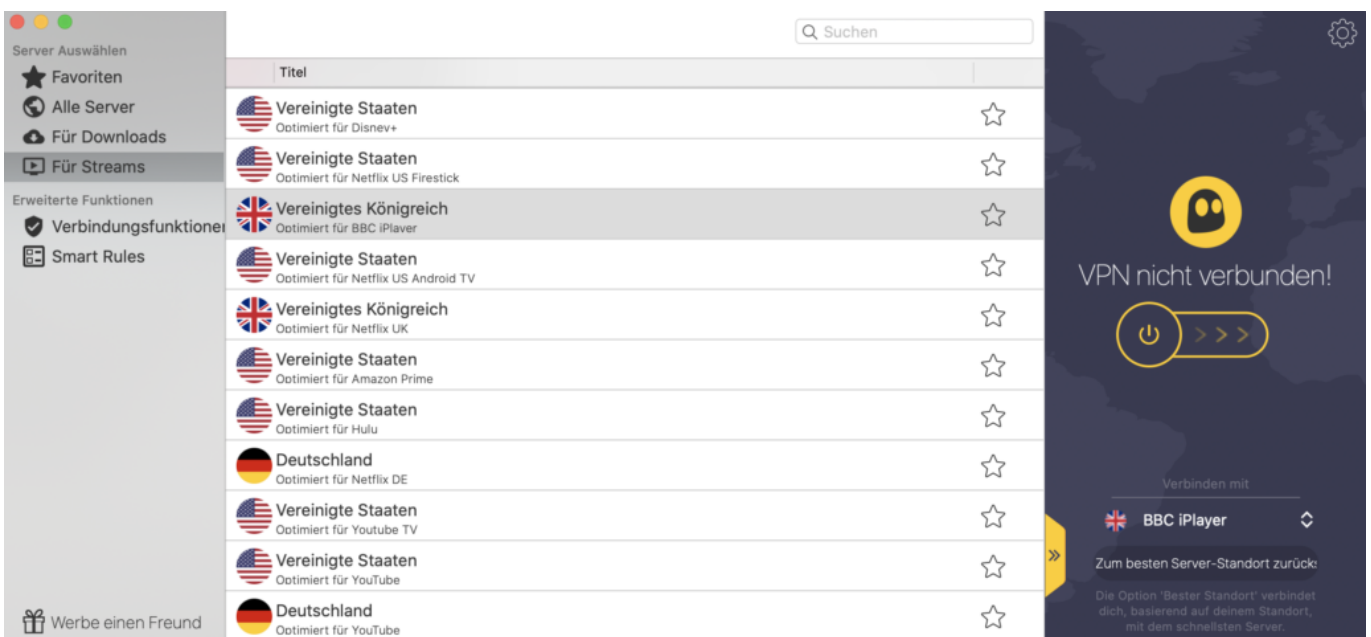 Server Auswählen
Favoriten
Alle Server
Für Downloads
Für Streams
Erweiterte Funktionen
Verbindungsfunktionen
Smart Rules
Werbe einen Freund
Suchen
Titel
Vereinigte Staaten
Optimiert für Disney+
Vereinigte Staaten
Optimiert für Netflix US Firestick
Vereinigtes Königreich
Optimiert für BBC iPlayer
Vereinigte Staaten
Optimiert für Netflix US Android TV
Vereinigtes Königreich
Optimiert für Netflix UK
Vereinigte Staaten
Optimiert für Amazon Prime
Vereinigte Staaten
Optimiert für Hulu
Deutschland
Optimiert für Netflix DE
Vereinigte Staaten
Optimiert für Youtube TV
Vereinigte Staaten
Optimiert für YouTube
Deutschland
Optimiert für YouTube
VPN nicht verbunden!
Verbinden mit
BBC iPlayer
Zum besten Server-Standort zurücks
Die Option 'Bester Standort' verbindet
dich, basierend auf deinem Standort,
mit dem schnellsten Server.